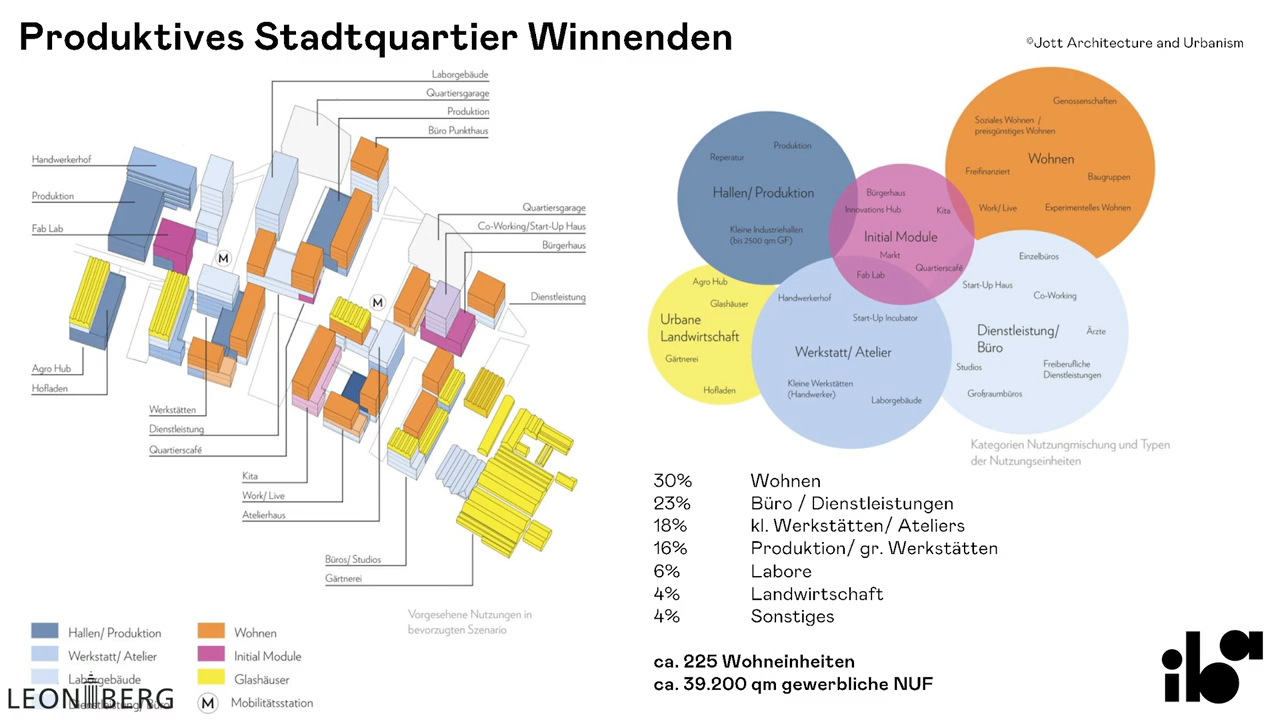 Produktives Stadtquartier Winnenden
©Jott Architecture and Urbanism
Laborgebäude
Quartiersgarage
Produktion
Büro Punkthaus
Handwerkerhof
Produktion
Fab Lab
Quartiersgarage
Co-Working/Start-Up Haus
Bürgerhaus
Dienstleistung
M
M
Agro Hub
Hofladen
Werkstätten
Dienstleistung
Quartierscafé
Kita
Work/ Live
Atelierhaus
Büros/ Studios
Gärtnerei
Vorgesehene Nutzungen in
bevorzugten Szenario
Hallen/ Produktion
Werkstatt/ Atelier
Laborgebäude
Dienstleistung/ Büro
Wohnen
Initial Module
Glashäuser
M Mobilitätsstation
LEONBERG
Reperatur
Produktion
Hallen/ Produktion
Kleine Industriehallen
(bis 2500 qm GF)
Bürgerhaus
Innovations Hub
Kita
Initial Module
Markt
Fab Lab
Quartierscafé
Genossenschaften
Soziales Wohnen /
preisgünstiges Wohnen
Wohnen
Freifinanziert
Baugruppen
Work/ Live
Experimentelles Wohnen
Agro Hub
Glashäuser
Urbane
Landwirtschaft
Gärtnerei
Hofladen
Handwerkerhof
Start-Up Incubator
Werkstatt/ Atelier
Kleine Werkstätten
(Handwerker)
Laborgebäude
Einzelbüros
Start-Up Haus
Co-Working
Dienstleistung/
Büro
Ärzte
Studios
Freiberufliche
Dienstleistungen
Großraumbüros
Kategorien Nutzungmischung und Typen
der Nutzungseinheiten
30% Wohnen
23% Büro / Dienstleistungen
18% kl. Werkstätten/ Ateliers
16% Produktion/ gr. Werkstätten
6% Labore
4% Landwirtschaft
4% Sonstiges
ca. 225 Wohneinheiten
ca. 39.200 qm gewerbliche NUF
iba